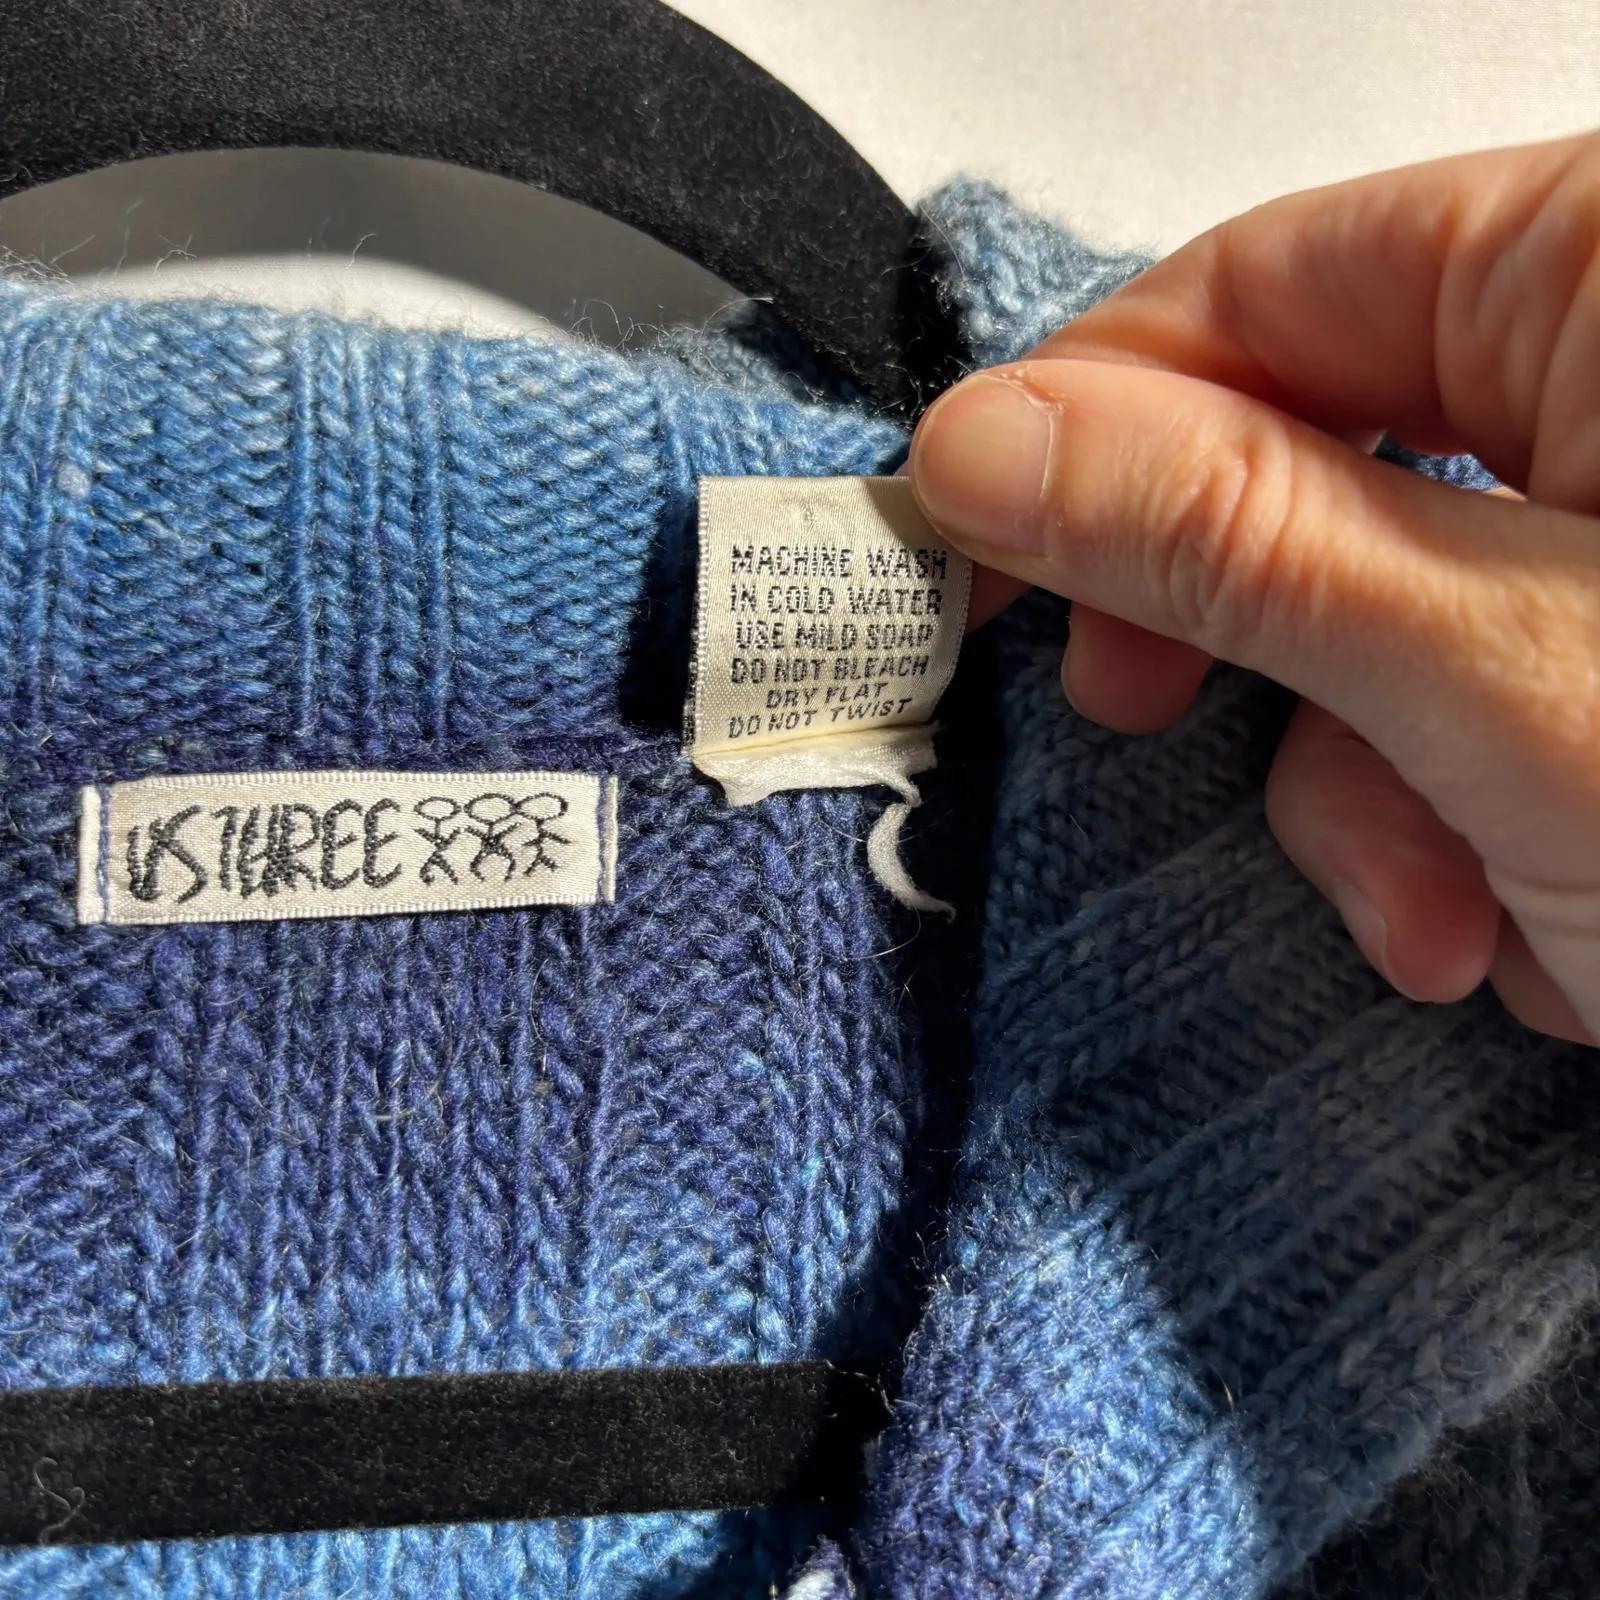 MACHINE WASH
IN COLD WATER
USE MILD SOAP
DO NOT BLEACH
DRY FLAT
DO NOT TWIST
US THREE